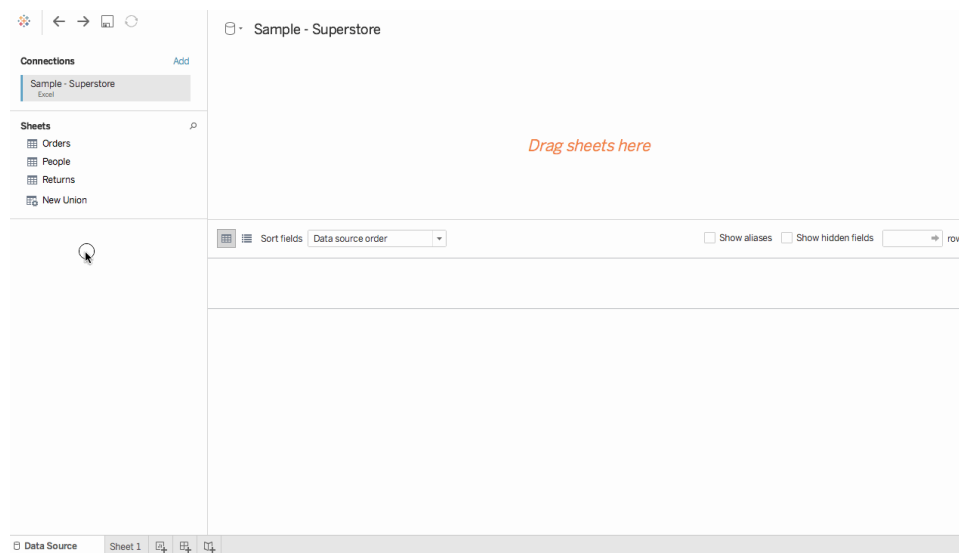 Sample - Superstore
Connections Add
Sample - Superstore
Excel
Sheets
Orders
People
Returns
New Union
Drag sheets here
Sort fields Data source order Show aliases Show hidden fields
Data Source Sheet 1